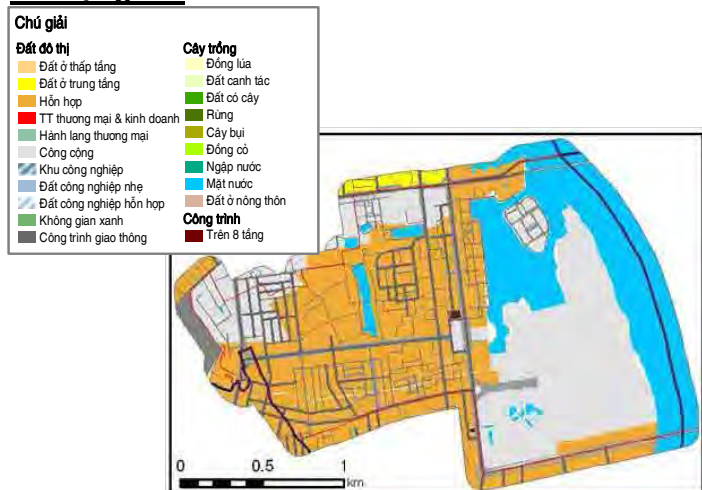 Chú giải
Đất đô thị
Đất ở thấp tầng
Đất ở trung tầng
Hỗn hợp
TT thương mại & kinh doanh
Hành lang thương mại
Công cộng
Khu công nghiệp
Đất công nghiệp nhẹ
Đất công nghiệp hỗn hợp
Không gian xanh
Công trình giao thông
Cây trồng
Đồng lúa
Đất canh tác
Đất có cây
Rừng
Cây bụi
Đồng cỏ
Ngập nước
Mặt nước
Đất ở nông thôn
Công trình
Trên 8 tầng
0 0.5 1
km